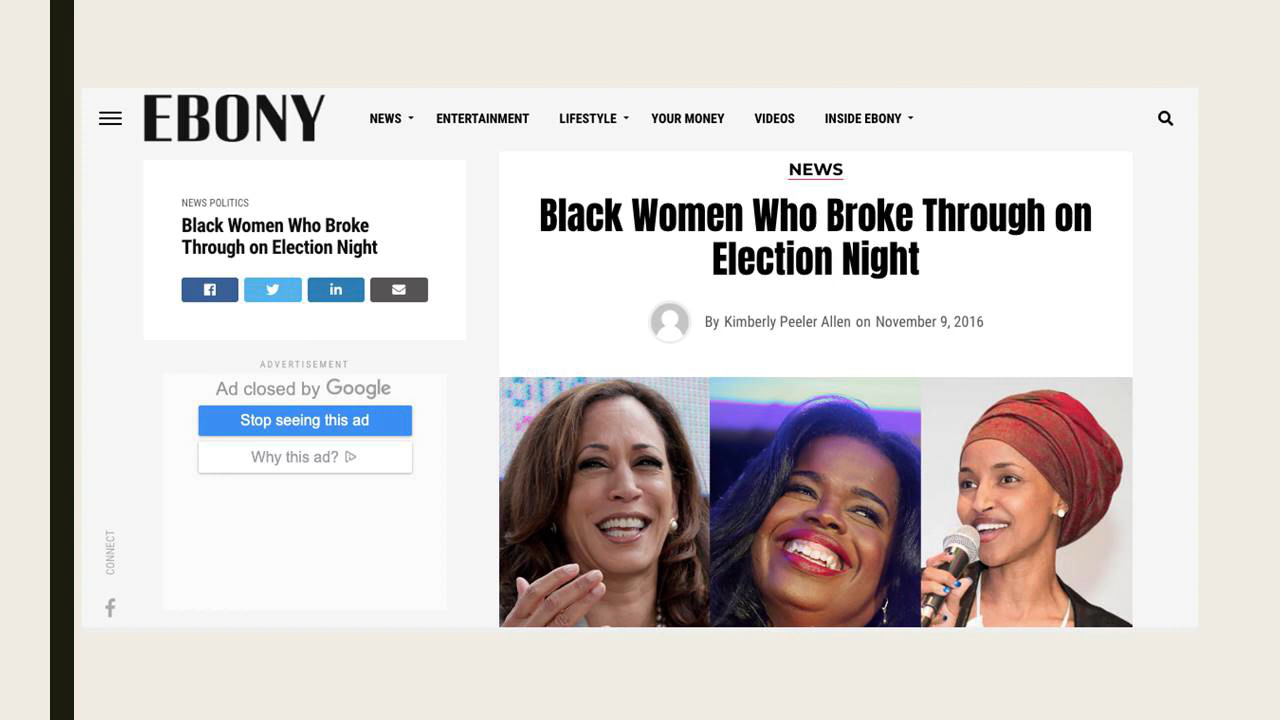 EBONY
NEWS ENTERTAINMENT LIFESTYLE YOUR MONEY VIDEOS INSIDE EBONY
NEWS POLITICS
Black Women Who Broke
Through on Election Night
in
ADVERTISEMENT
Ad closed by Google
Stop seeing this ad
Why this ad?
CONNECT
NEWS
Black Women Who Broke Through on
Election Night
By Kimberly Peeler Allen on November 9, 2016